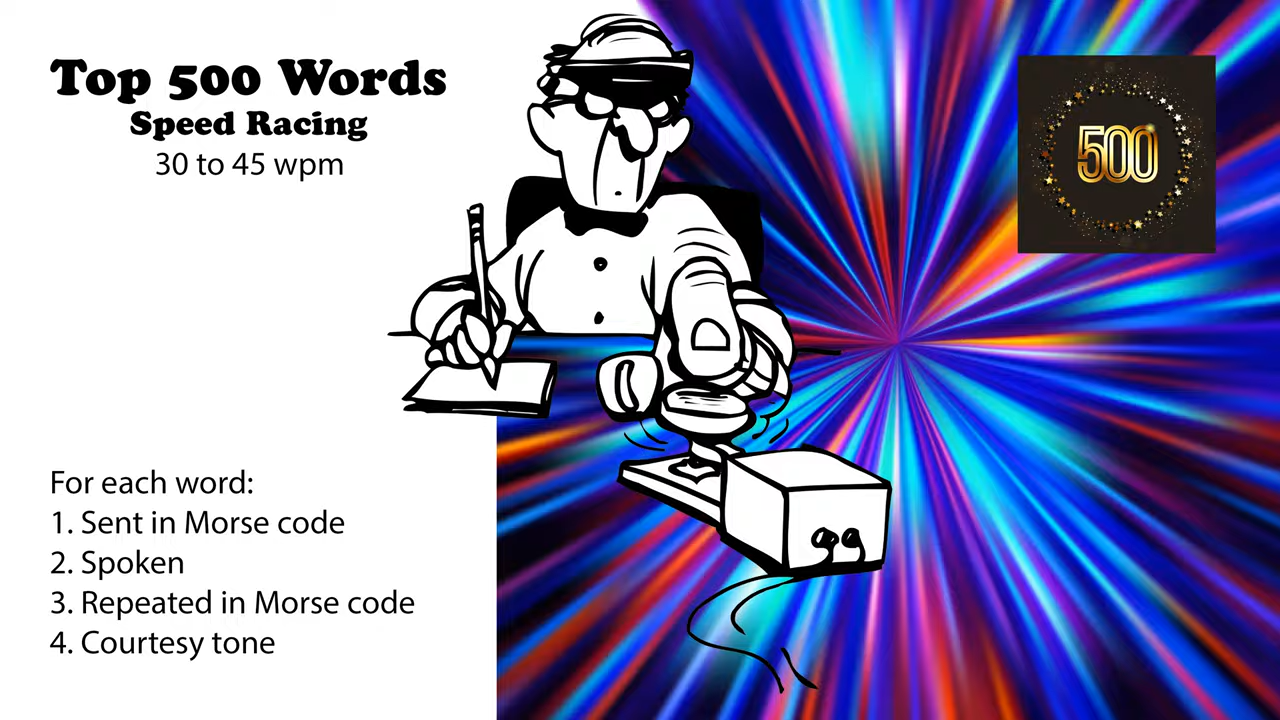 Top 500 Words
Speed Racing
30 to 45 wpm
500
For each word:
1. Sent in Morse code
2. Spoken
3. Repeated in Morse code
4. Courtesy tone